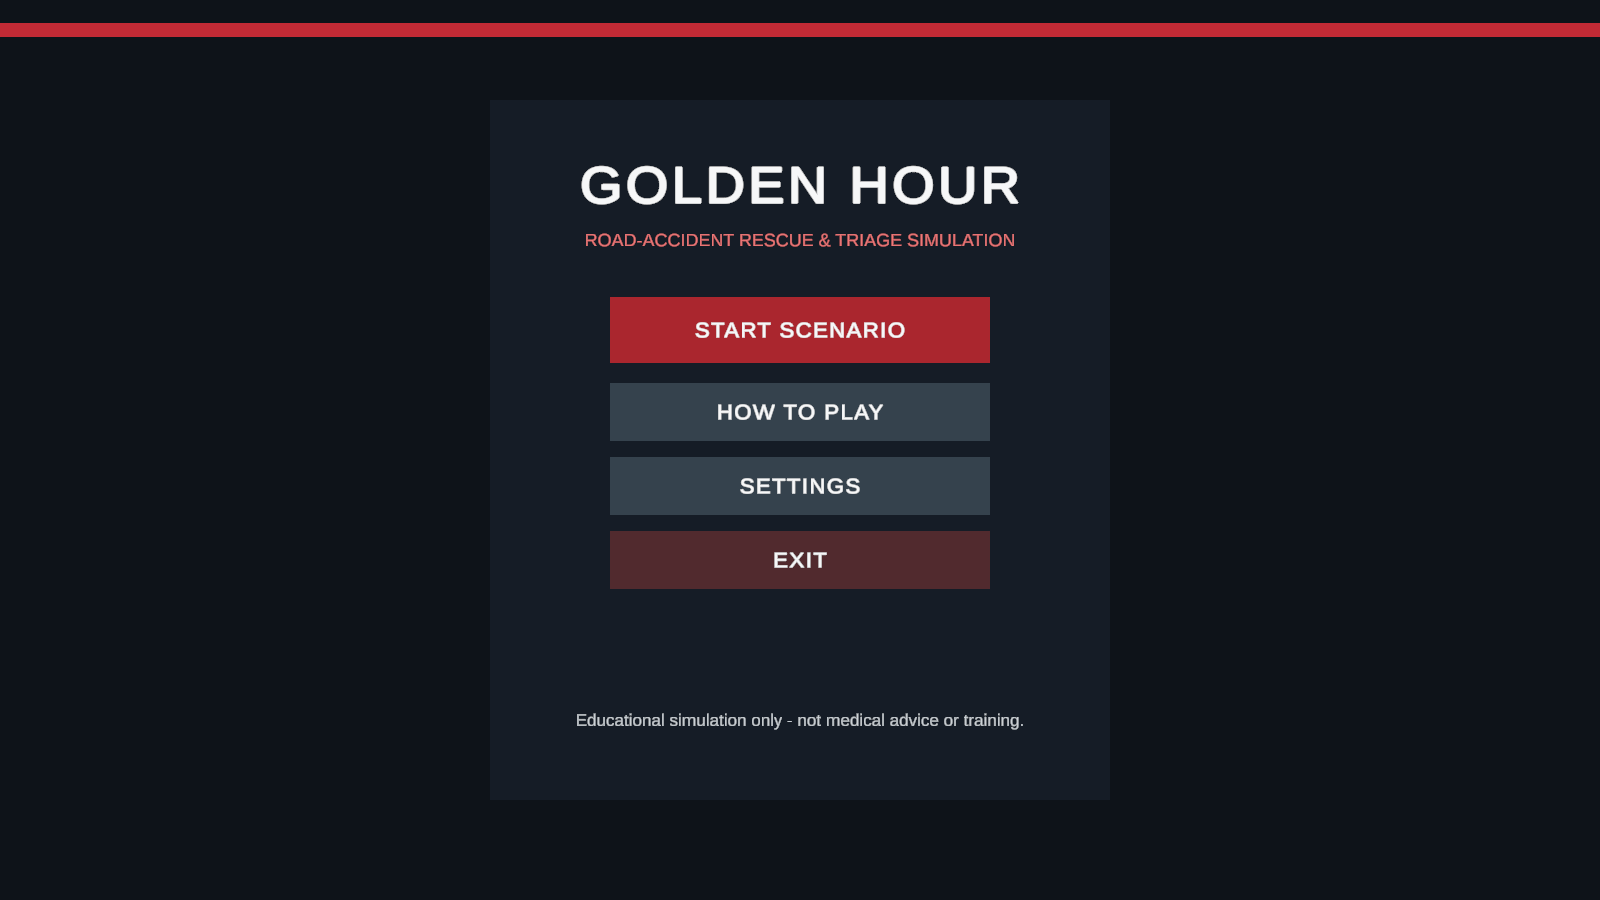 GOLDEN HOUR
ROAD-ACCIDENT RESCUE & TRIAGE SIMULATION
START SCENARIO
HOW TO PLAY
SETTINGS
EXIT
Educational simulation only - not medical advice or training.